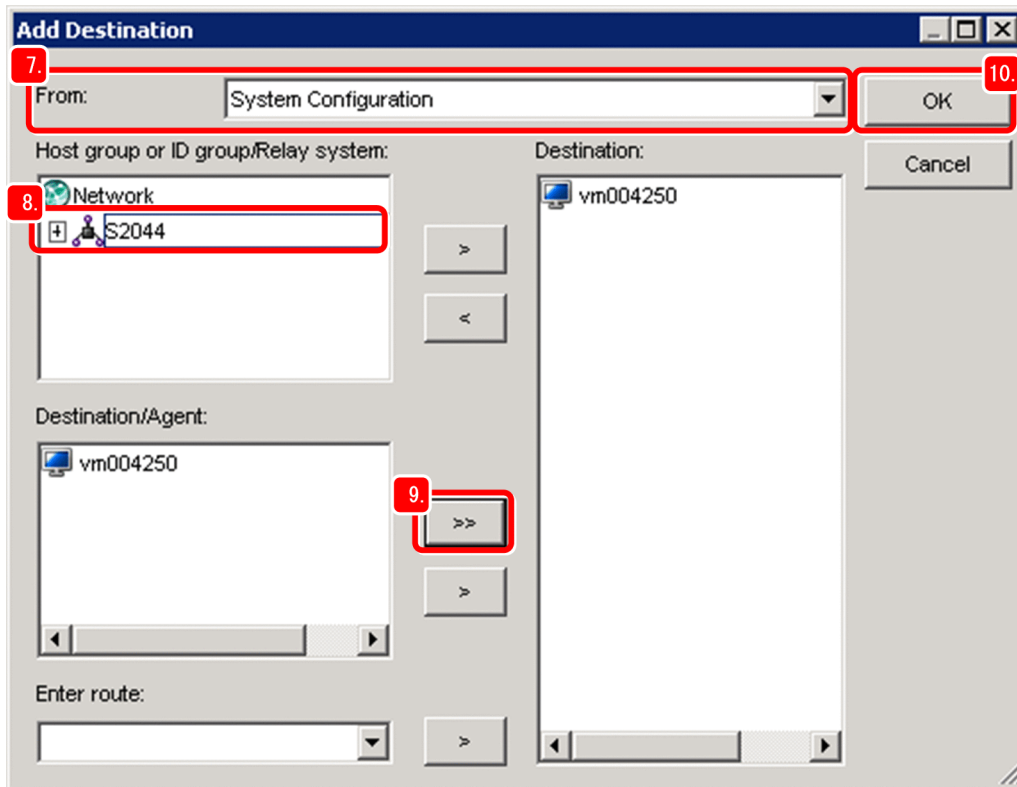 Add Destination
7.
From:
System Configuration
10.
OK
Host group or ID group/Relay system:
Destination:
Cancel
Network
vm004250
8.
S2044
>
<
Destination/Agent:
vm004250
9.
>>
>
Enter route:
>